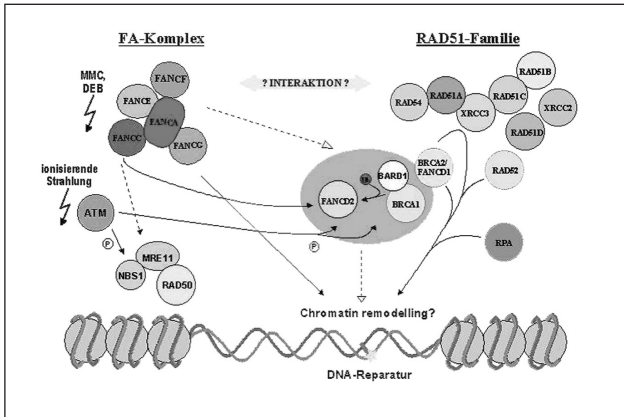 FA-Komplex
RAD51-Familie
? INTERAKTION ?
MMC,
DEB
FANCF
FANCE
FANCA
FANCC
FANCG
RAD51B
RAD54
RAD51A
RAD51C
XRCC3
XRCC2
RAD51D
ionisierende
Strahlung
ATM
P
NBS1
MRE11
RAD50
BARD1
FANCD2
BRCA1
BRCA2/
FANCD1
RAD52
P
RPA
Chromatin remodelling?
DNA-Reparatur